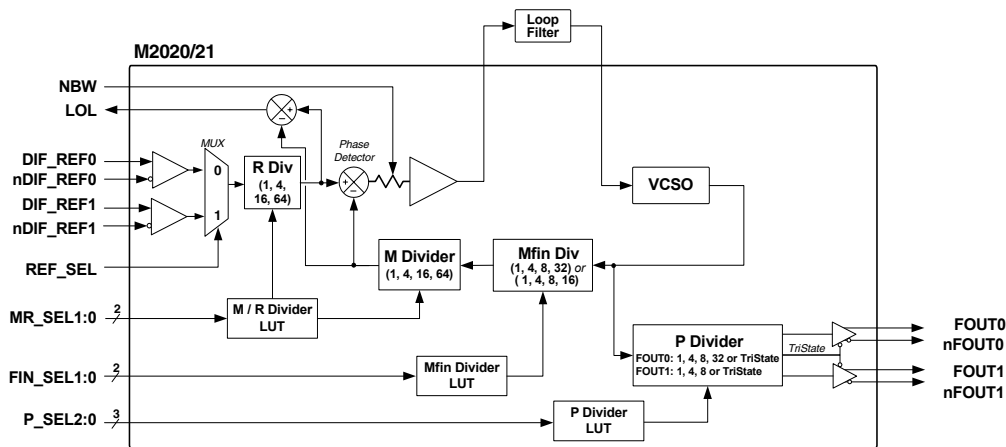 Loop
Filter
M2020/21
NBW
LOL
+
−
Phase
Detector
MUX
DIF_REF0
nDIF_REF0
0
R Div
(1, 4,
16, 64)
+
−
VCSO
DIF_REF1
nDIF_REF1
1
M Divider
(1, 4, 16, 64)
Mfin Div
(1, 4, 8, 32) or
( 1, 4, 8, 16)
REF_SEL
MR_SEL1:0
2
M / R Divider
LUT
P Divider
FOUT0: 1, 4, 8, 32 or TriState
FOUT1: 1, 4, 8 or TriState
TriState
FOUT0
nFOUT0
FOUT1
nFOUT1
FIN_SEL1:0
2
Mfin Divider
LUT
P_SEL2:0
3
P Divider
LUT